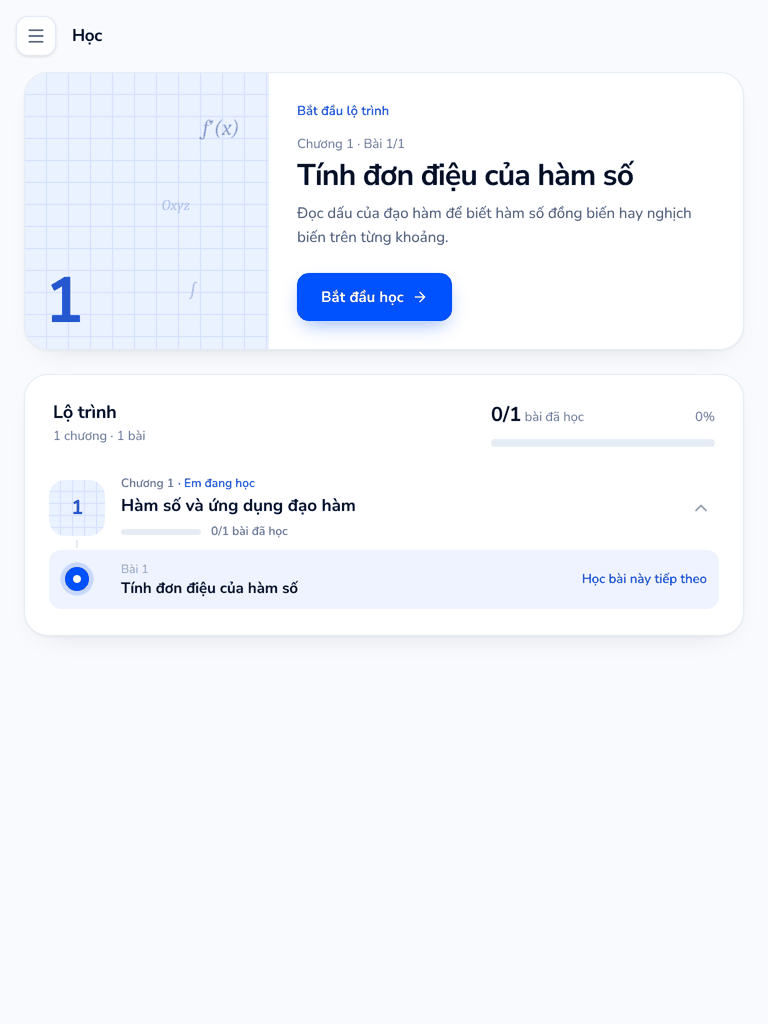 Học
f'(x)
Oxyz
∫
1
Bắt đầu lộ trình
Chương 1 · Bài 1/1
Tính đơn điệu của hàm số
Đọc dấu của đạo hàm để biết hàm số đồng biến hay nghịch
biến trên từng khoảng.
Bắt đầu học →
Lộ trình
1 chương · 1 bài
0/1 bài đã học
0%
1
Chương 1 · Em đang học
Hàm số và ứng dụng đạo hàm
0/1 bài đã học
Bài 1
Tính đơn điệu của hàm số
Học bài này tiếp theo